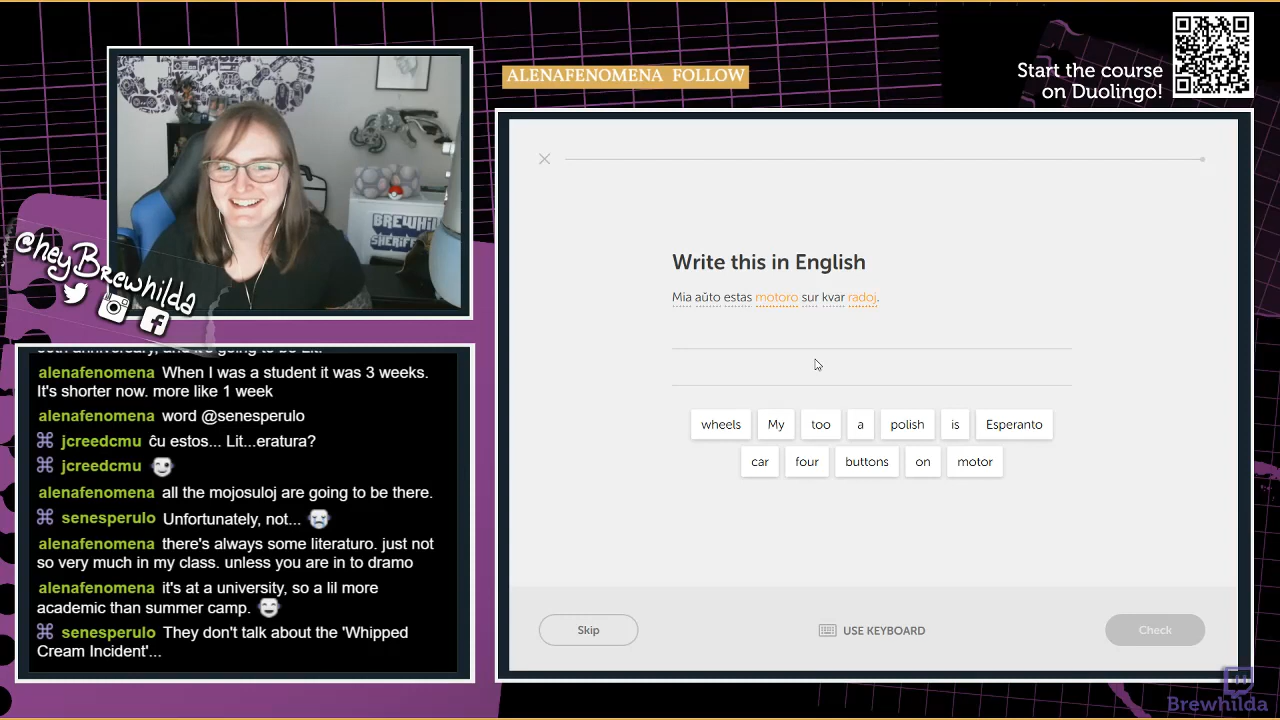 ALENAFENOMENA FOLLOW
Start the course
on Duolingo!
BREWHIL
SHERIFF
@heyBrewhilda
alenafenomena When I was a student it was 3 weeks.
It's shorter now. more like 1 week
alenafenomena word @senesperulo
jcreedcmu ĉu estos... Lit...eratura?
jcreedcmu
alenafenomena all the mojosuloj are going to be there.
senesperulo Unfortunately, not...
alenafenomena there's always some literaturo. just not
so very much in my class. unless you are in to dramo
alenafenomena it's at a university, so a lil more
academic than summer camp.
senesperulo They don't talk about the 'Whipped
Cream Incident'...
Write this in English
Mia aŭto estas motoro sur kvar radoj.
wheels My too a polish is Esperanto
car four buttons on motor
Skip
USE KEYBOARD
Check
Brewhilda